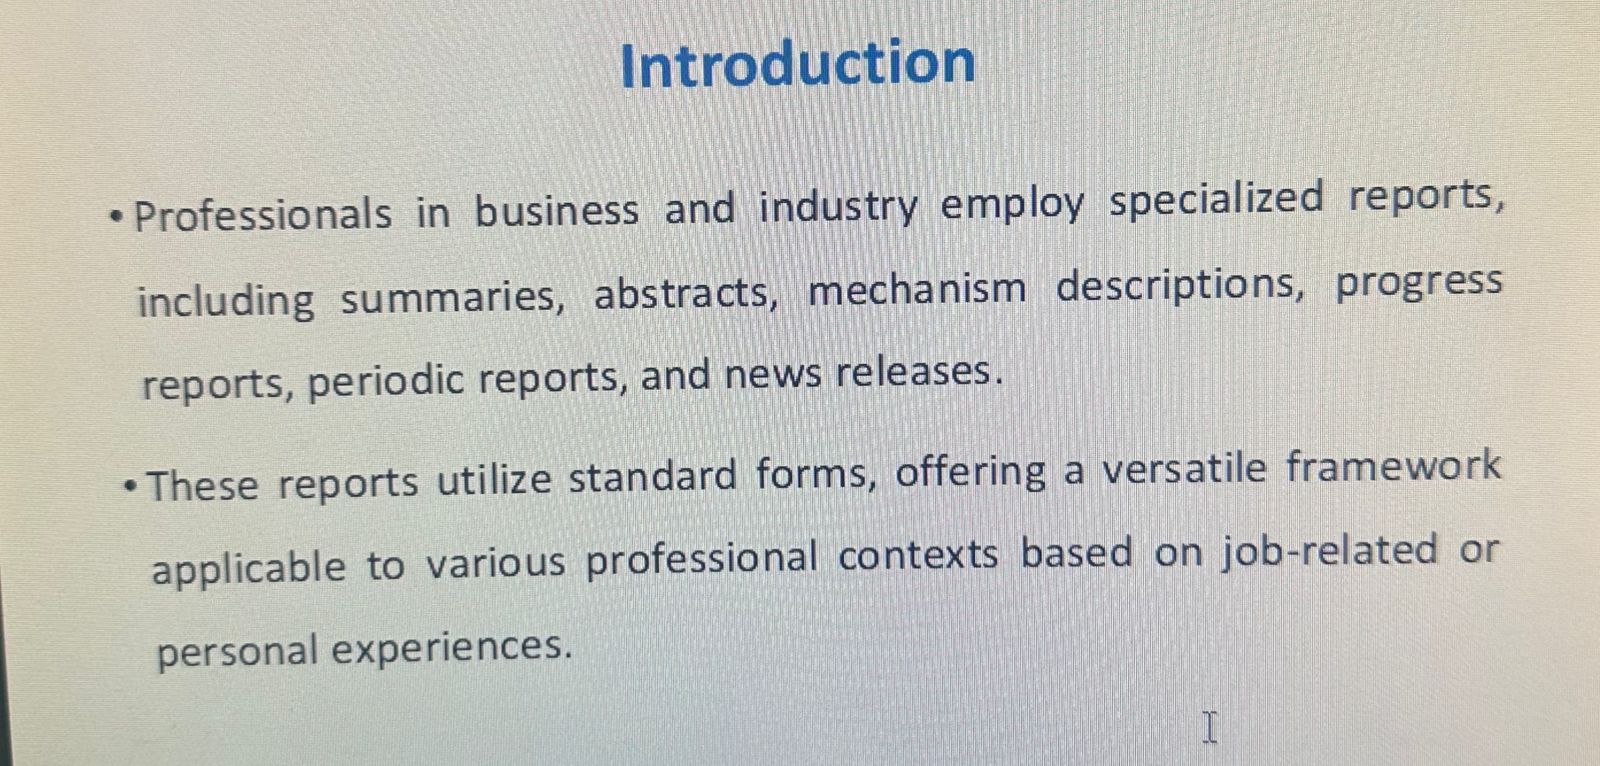 Introduction
• Professionals in business and industry employ specialized reports,
including summaries, abstracts, mechanism descriptions, progress
reports, periodic reports, and news releases.
• These reports utilize standard forms, offering a versatile framework
applicable to various professional contexts based on job-related or
personal experiences.